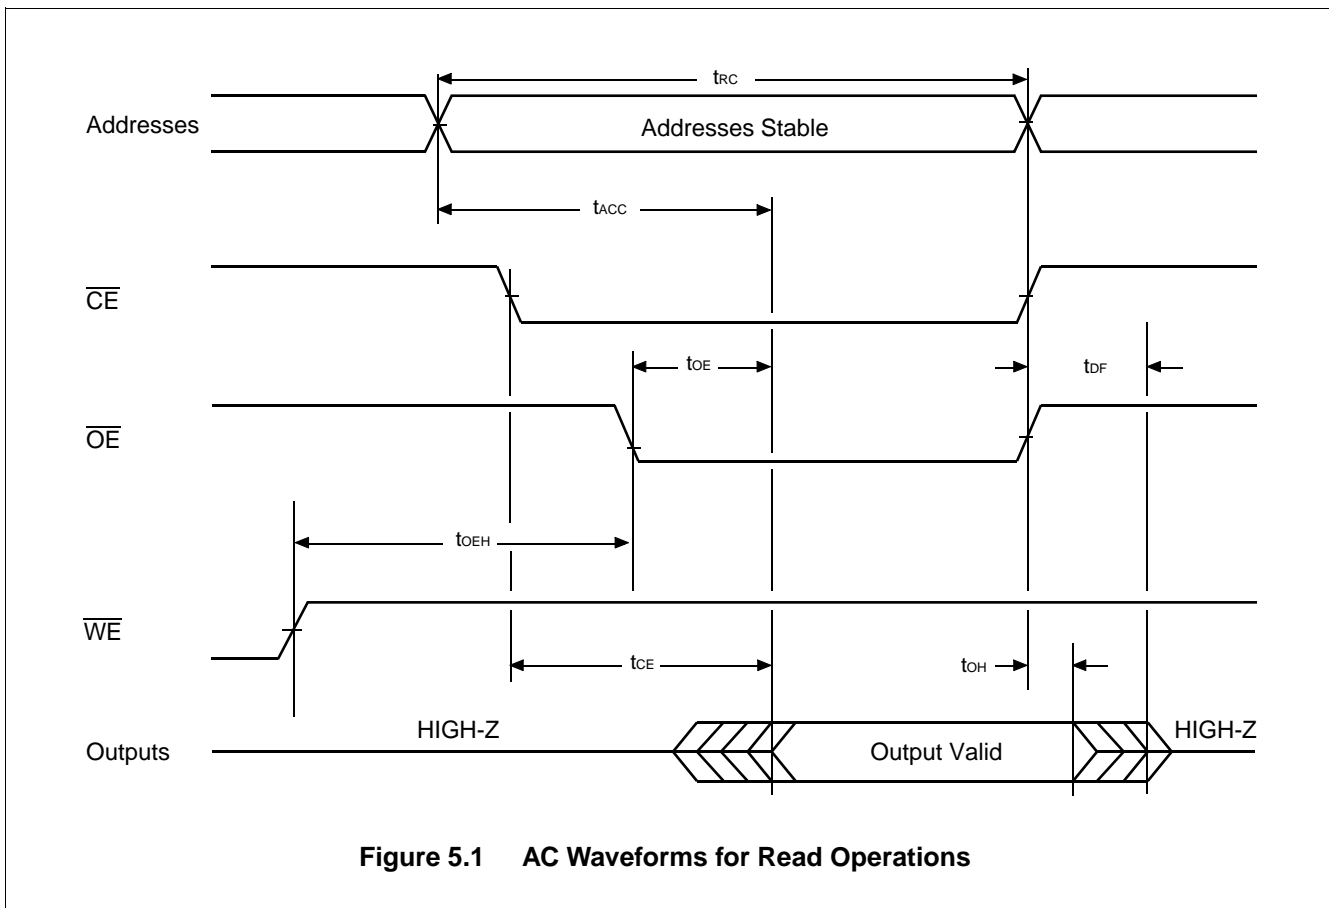 tRC
Addresses
Addresses Stable
tACC
CE
tOE
tDF
OE
tOEH
WE
tCE
tOH
HIGH-Z
HIGH-Z
Outputs
Output Valid
Figure 5.1 AC Waveforms for Read Operations